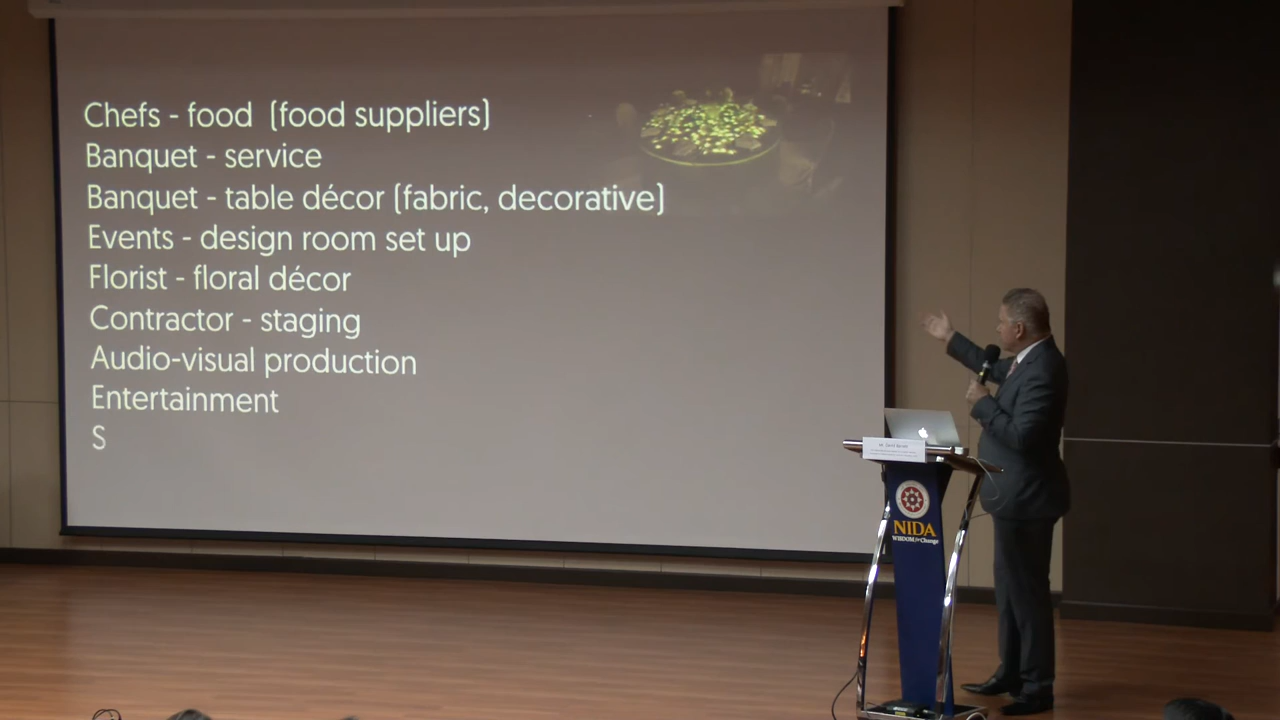 Chefs - food (food suppliers)
Banquet - service
Banquet - table décor (fabric, decorative)
Events - design room set up
Florist - floral décor
Contractor - staging
Audio-visual production
Entertainment
S
NIDA
WISDOM for Change